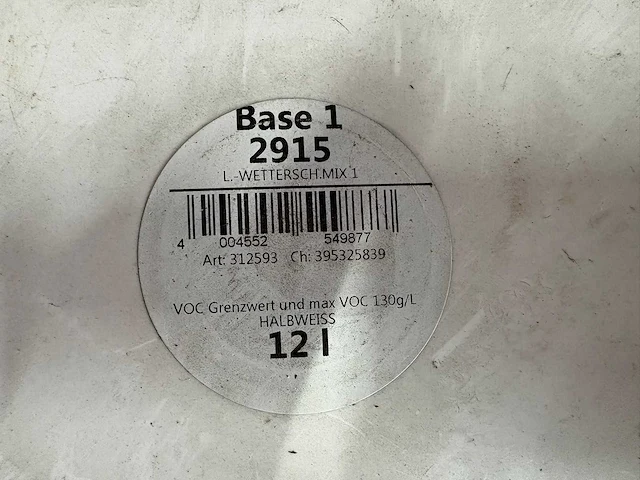 Base 1
2915
L.-WETTERSCH.MIX 1
4 004552 549877
Art: 312593 Ch: 395325839
VOC Grenzwert und max VOC 130g/L
HALBWEISS
12 l